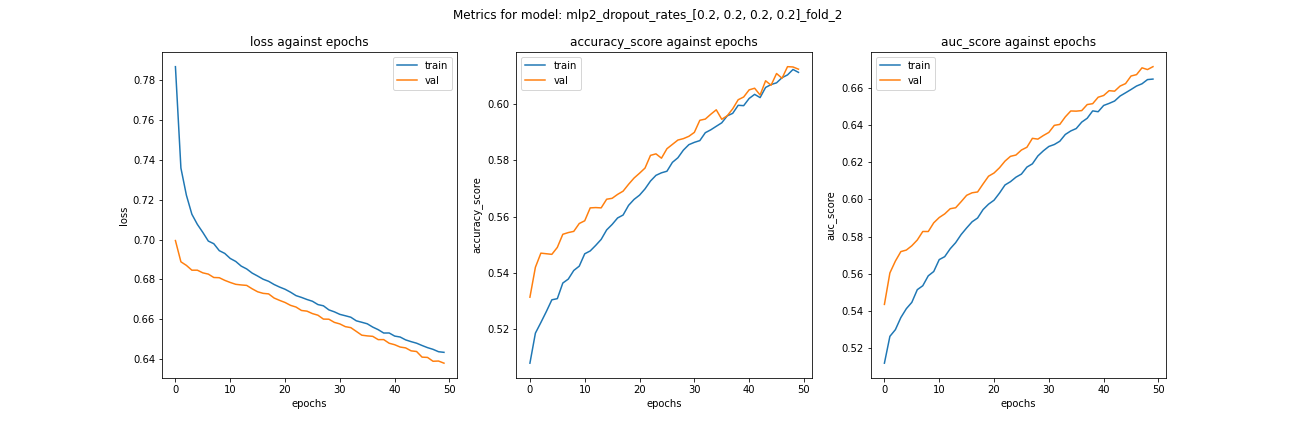 Metrics for model: mlp2_dropout_rates_[0.2, 0.2, 0.2, 0.2]_fold_2
loss against epochs
train
val
0.78
0.76
0.74
0.72
0.70
0.68
0.66
0.64
loss
0 10 20 30 40 50
epochs
accuracy_score against epochs
train
val
0.60
0.58
0.56
0.54
0.52
accuracy_score
0 10 20 30 40 50
epochs
auc_score against epochs
train
val
0.66
0.64
0.62
0.60
0.58
0.56
0.54
0.52
auc_score
0 10 20 30 40 50
epochs